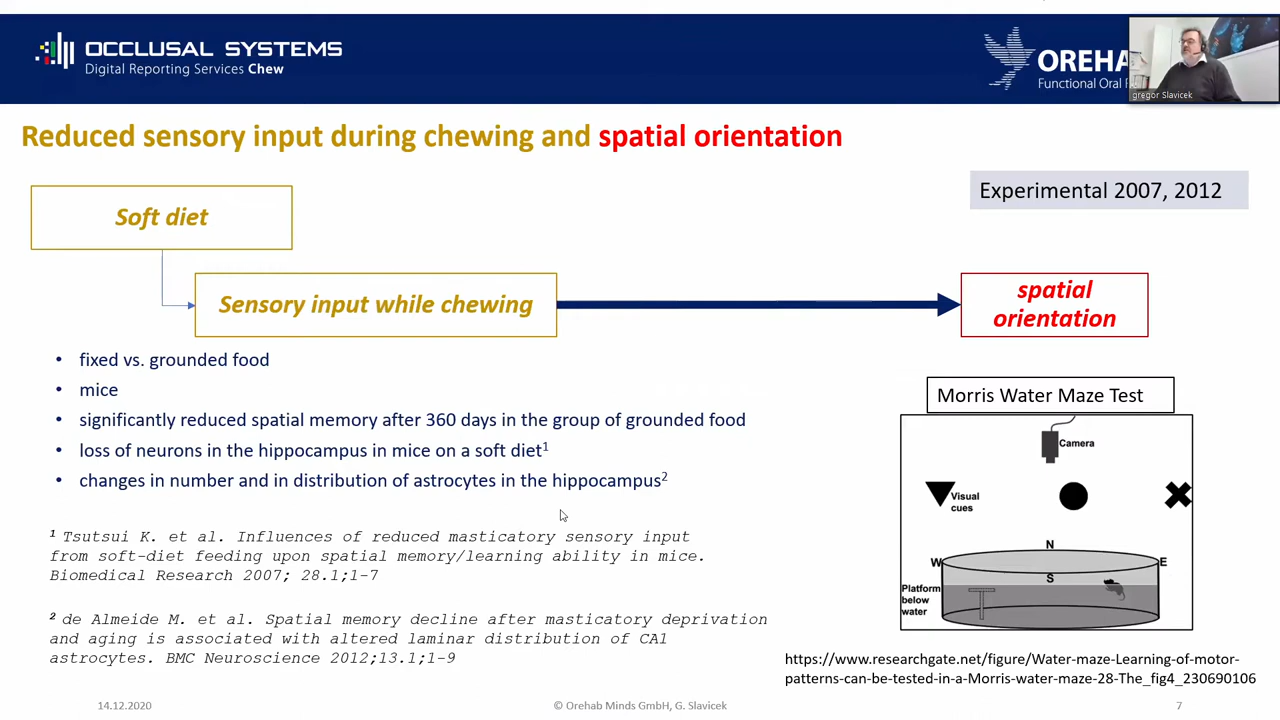 OCCLUSAL SYSTEMS
Digital Reporting Services Chew
OREHA
Functional Oral
gregor Slavicek
Reduced sensory input during chewing and spatial orientation
Experimental 2007, 2012
Soft diet
Sensory input while chewing
spatial
orientation
• fixed vs. grounded food
• mice
• significantly reduced spatial memory after 360 days in the group of grounded food
• loss of neurons in the hippocampus in mice on a soft diet1
• changes in number and in distribution of astrocytes in the hippocampus2
1 Tsutsui K. et al. Influences of reduced masticatory sensory input
from soft-diet feeding upon spatial memory/learning ability in mice.
Biomedical Research 2007; 28.1;1-7
2 de Almeide M. et al. Spatial memory decline after masticatory deprivation
and aging is associated with altered laminar distribution of CA1
astrocytes. BMC Neuroscience 2012;13.1;1-9
Morris Water Maze Test
Camera
Visual
cues
N
W
E
S
Platform
below
water
https://www.researchgate.net/figure/Water-maze-Learning-of-motor-
patterns-can-be-tested-in-a-Morris-water-maze-28-The_fig4_230690106
14.12.2020
© Orehab Minds GmbH, G. Slavicek
7